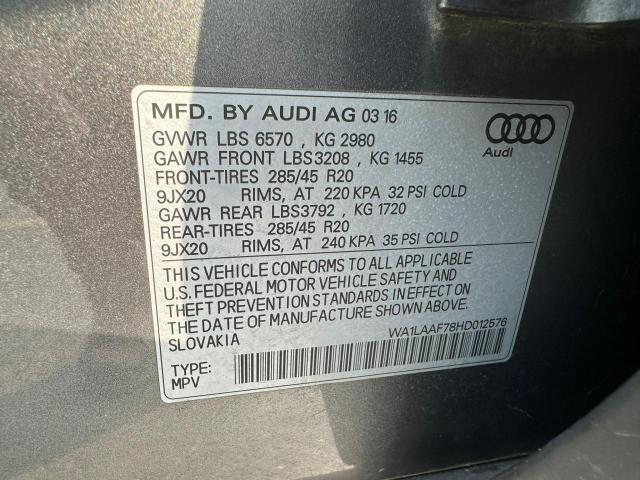 MFD. BY AUDI AG 03 16
GVWR LBS 6570 , KG 2980
GAWR FRONT LBS3208 , KG 1455
FRONT-TIRES 285/45 R20
9JX20 RIMS, AT 220 KPA 32 PSI COLD
GAWR REAR LBS3792 , KG 1720
REAR-TIRES 285/45 R20
9JX20 RIMS, AT 240 KPA 35 PSI COLD
Audi
THIS VEHICLE CONFORMS TO ALL APPLICABLE
U.S. FEDERAL MOTOR VEHICLE SAFETY AND
THEFT PREVENTION STANDARDS IN EFFECT ON
THE DATE OF MANUFACTURE SHOWN ABOVE.
SLOVAKIA
WA1LAAF78HD012576
TYPE:
MPV